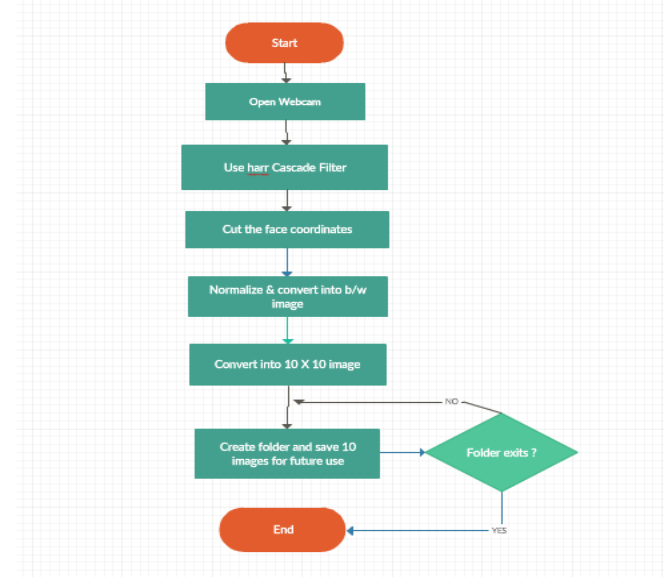 Start
Open Webcam
Use harr Cascade Filter
Cut the face coordinates
Normalize & convert into b/w
image
Convert into 10 X 10 image
NO
Create folder and save 10
images for future use
Folder exits ?
End
YES